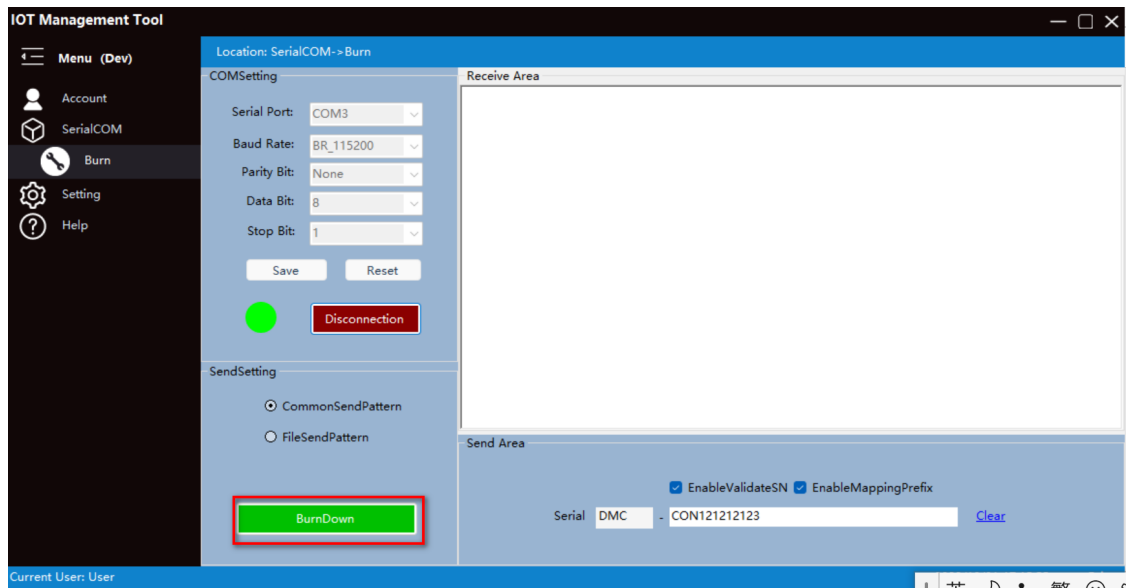 IOT Management Tool
Menu (Dev)
Account
SerialCOM
Burn
Setting
Help
Location: SerialCOM->Burn
COMSetting
Serial Port: COM3
Baud Rate: BR_115200
Parity Bit: None
Data Bit: 8
Stop Bit: 1
Save Reset
Disconnection
SendSetting
CommonSendPattern
FileSendPattern
BurnDown
Receive Area
Send Area
EnableValidateSN EnableMappingPrefix
Serial DMC - CON121212123 Clear
Current User: User
英 繁